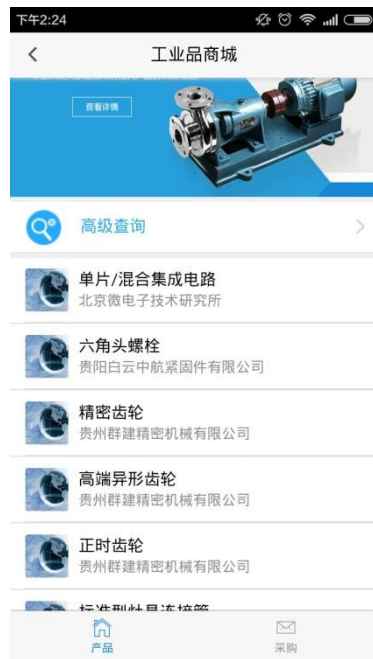 下午2:24
工业品商城
查看详情
高级查询
单片/混合集成电路
北京微电子技术研究所
六角头螺栓
贵阳白云中航紧固件有限公司
精密齿轮
贵州群建精密机械有限公司
高端异形齿轮
贵州群建精密机械有限公司
正时齿轮
贵州群建精密机械有限公司
产品
采购